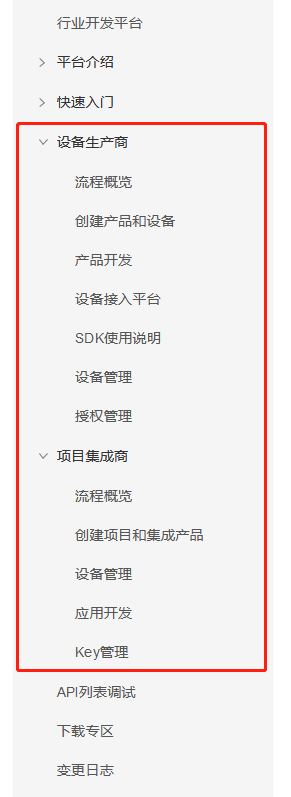 行业开发平台
平台介绍
快速入门
设备生产商
流程概览
创建产品和设备
产品开发
设备接入平台
SDK使用说明
设备管理
授权管理
项目集成商
流程概览
创建项目和集成产品
设备管理
应用开发
Key管理
API列表调试
下载专区
变更日志